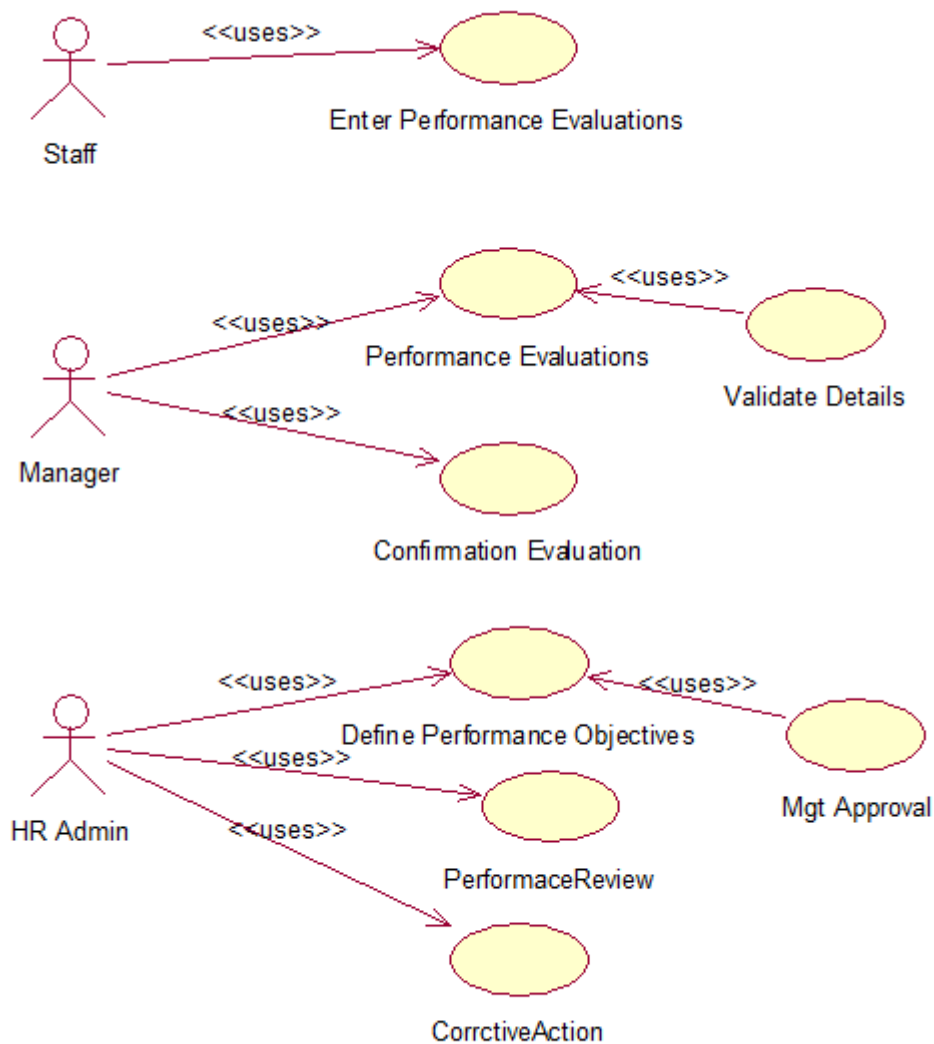 <<uses>>
Enter Performance Evaluations
Staff
<<uses>>
<<uses>>
Performance Evaluations
Validate Details
<<uses>>
Manager
Confirmation Evaluation
<<uses>>
<<uses>>
Define Performance Objectives
<<uses>>
Mgt Approval
HR Admin
<<uses>>
PerformaceReview
CorrctiveAction